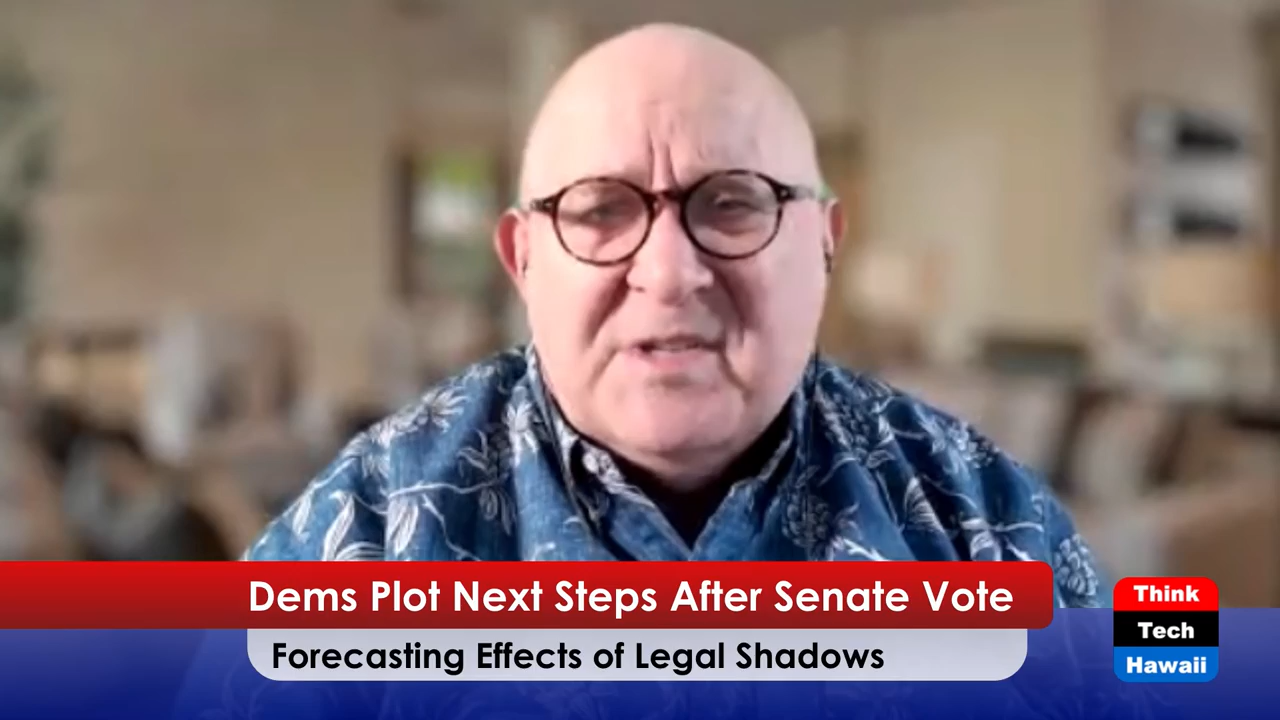 Dems Plot Next Steps After Senate Vote
Forecasting Effects of Legal Shadows
Think
Tech
Hawaii